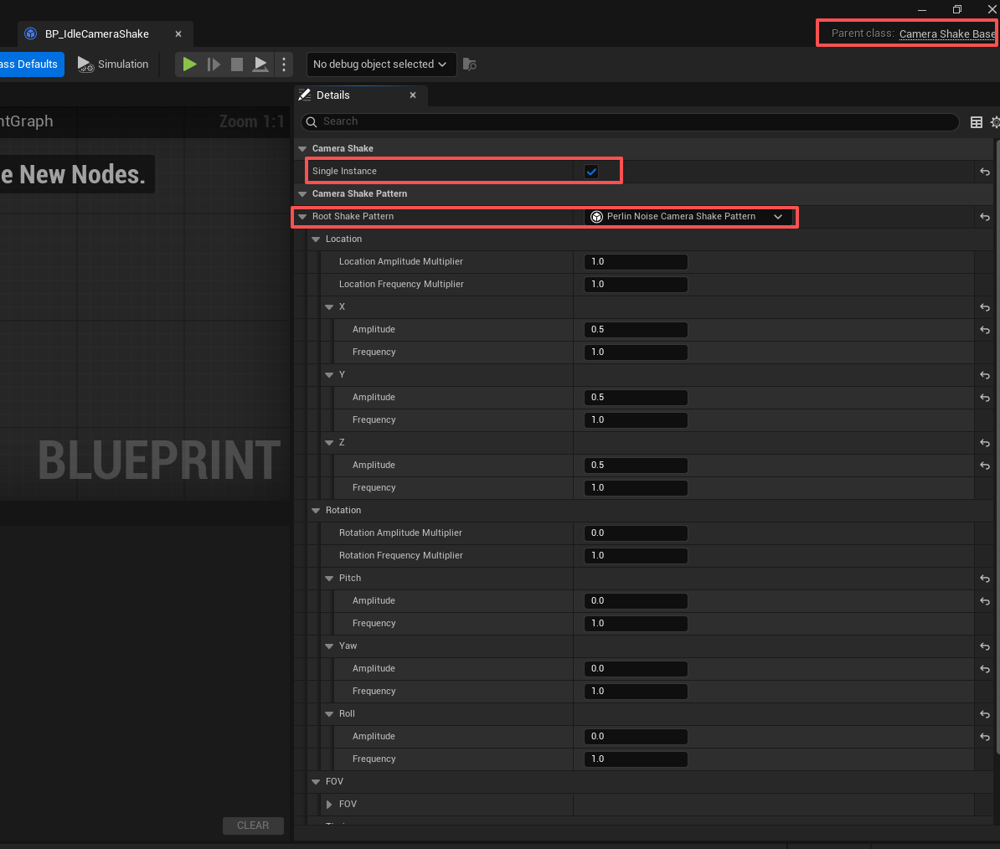 BP_IdleCameraShake
Parent class: Camera Shake Base
ass Defaults
Simulation
No debug object selected
Details
ntGraph
Zoom 1:1
Search
Camera Shake
e New Nodes.
Single Instance
Camera Shake Pattern
Root Shake Pattern
Perlin Noise Camera Shake Pattern
Location
Location Amplitude Multiplier 1.0
Location Frequency Multiplier 1.0
X
Amplitude 0.5
Frequency 1.0
Y
Amplitude 0.5
Frequency 1.0
Z
Amplitude 0.5
Frequency 1.0
BLUEPRINT
Rotation
Rotation Amplitude Multiplier 0.0
Rotation Frequency Multiplier 1.0
Pitch
Amplitude 0.0
Frequency 1.0
Yaw
Amplitude 0.0
Frequency 1.0
Roll
Amplitude 0.0
Frequency 1.0
FOV
FOV
CLEAR